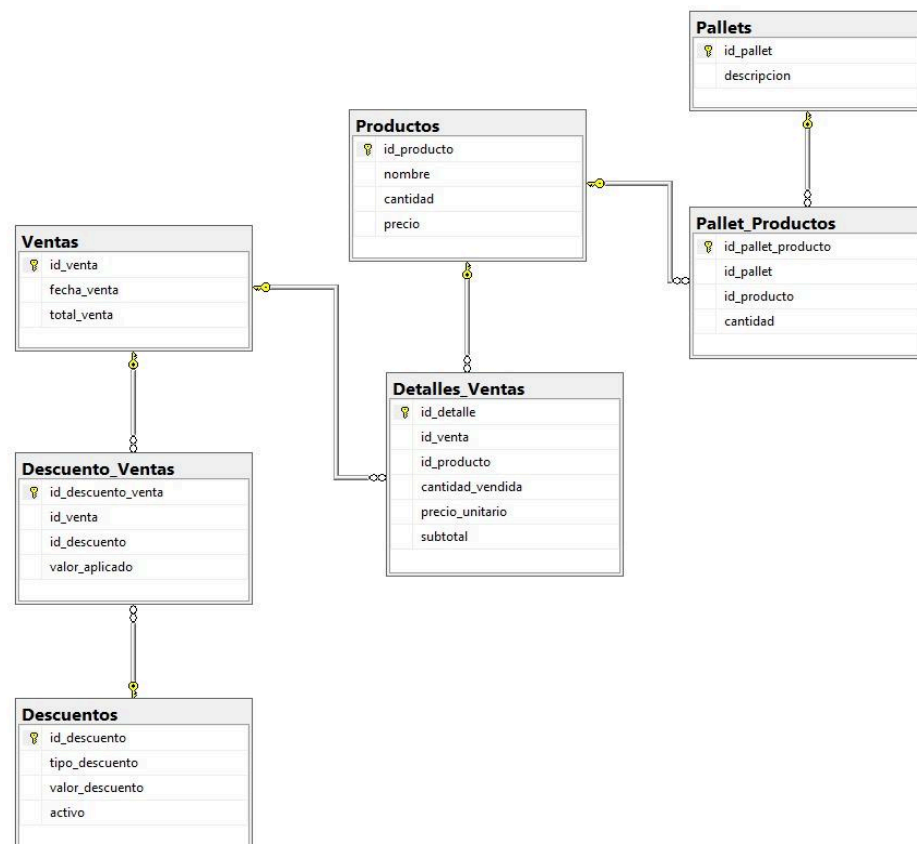 Pallets
id_pallet
descripcion
Productos
id_producto
nombre
cantidad
precio
Pallet_Productos
id_pallet_producto
id_pallet
id_producto
cantidad
Ventas
id_venta
fecha_venta
total_venta
Detalles_Ventas
id_detalle
id_venta
id_producto
cantidad_vendida
precio_unitario
subtotal
Descuento_Ventas
id_descuento_venta
id_venta
id_descuento
valor_aplicado
Descuentos
id_descuento
tipo_descuento
valor_descuento
activo